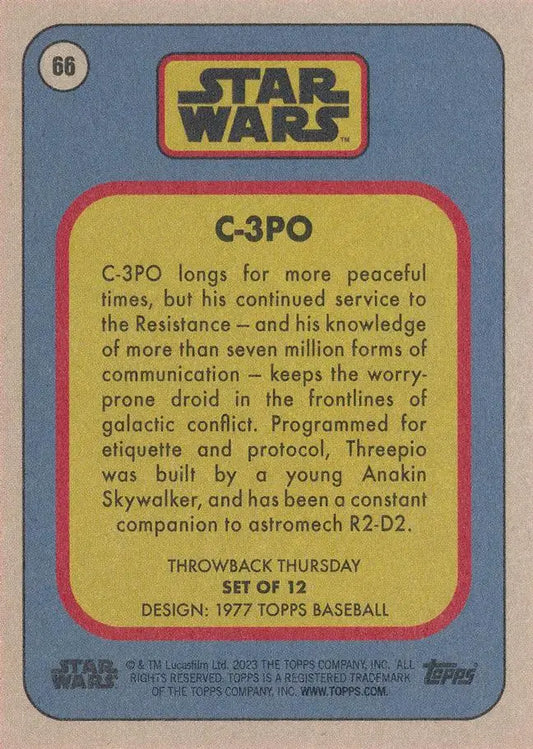 66
STAR
WARS™
C-3PO
C-3PO longs for more peaceful
times, but his continued service to
the Resistance – and his knowledge
of more than seven million forms of
communication – keeps the worry-
prone droid in the frontlines of
galactic conflict. Programmed for
etiquette and protocol, Threepio
was built by a young Anakin
Skywalker, and has been a constant
companion to astromech R2-D2.
THROWBACK THURSDAY
SET OF 12
DESIGN: 1977 TOPPS BASEBALL
STAR
WARS
© & TM Lucasfilm Ltd. 2023 THE TOPPS COMPANY, INC. ALL
RIGHTS RESERVED. TOPPS IS A REGISTERED TRADEMARK
OF THE TOPPS COMPANY, INC. WWW.TOPPS.COM.
Topps